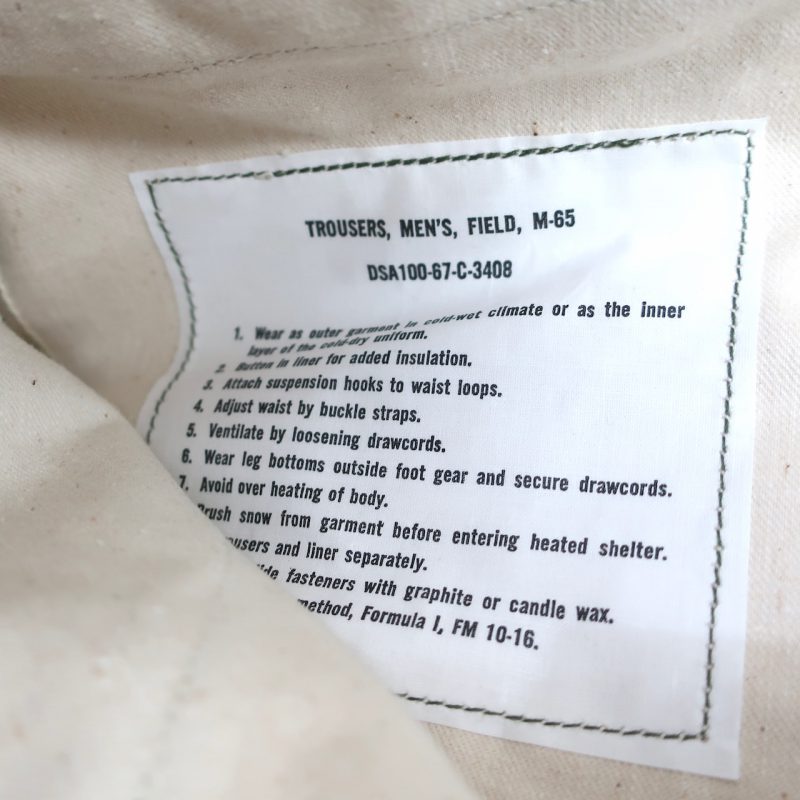 TROUSERS, MEN'S, FIELD, M-65
DSA100-67-C-3408
1. Wear as outer garment in cold-wet climate or as the inner
layer of the cold-dry uniform.
2. Button in liner for added insulation.
3. Attach suspension hooks to waist loops.
4. Adjust waist by buckle straps.
5. Ventilate by loosening drawcords.
6. Wear leg bottoms outside foot gear and secure drawcords.
7. Avoid over heating of body.
Brush snow from garment before entering heated shelter.
and liner separately.
fasteners with graphite or candle wax.
method, Formula I, FM 10-16.